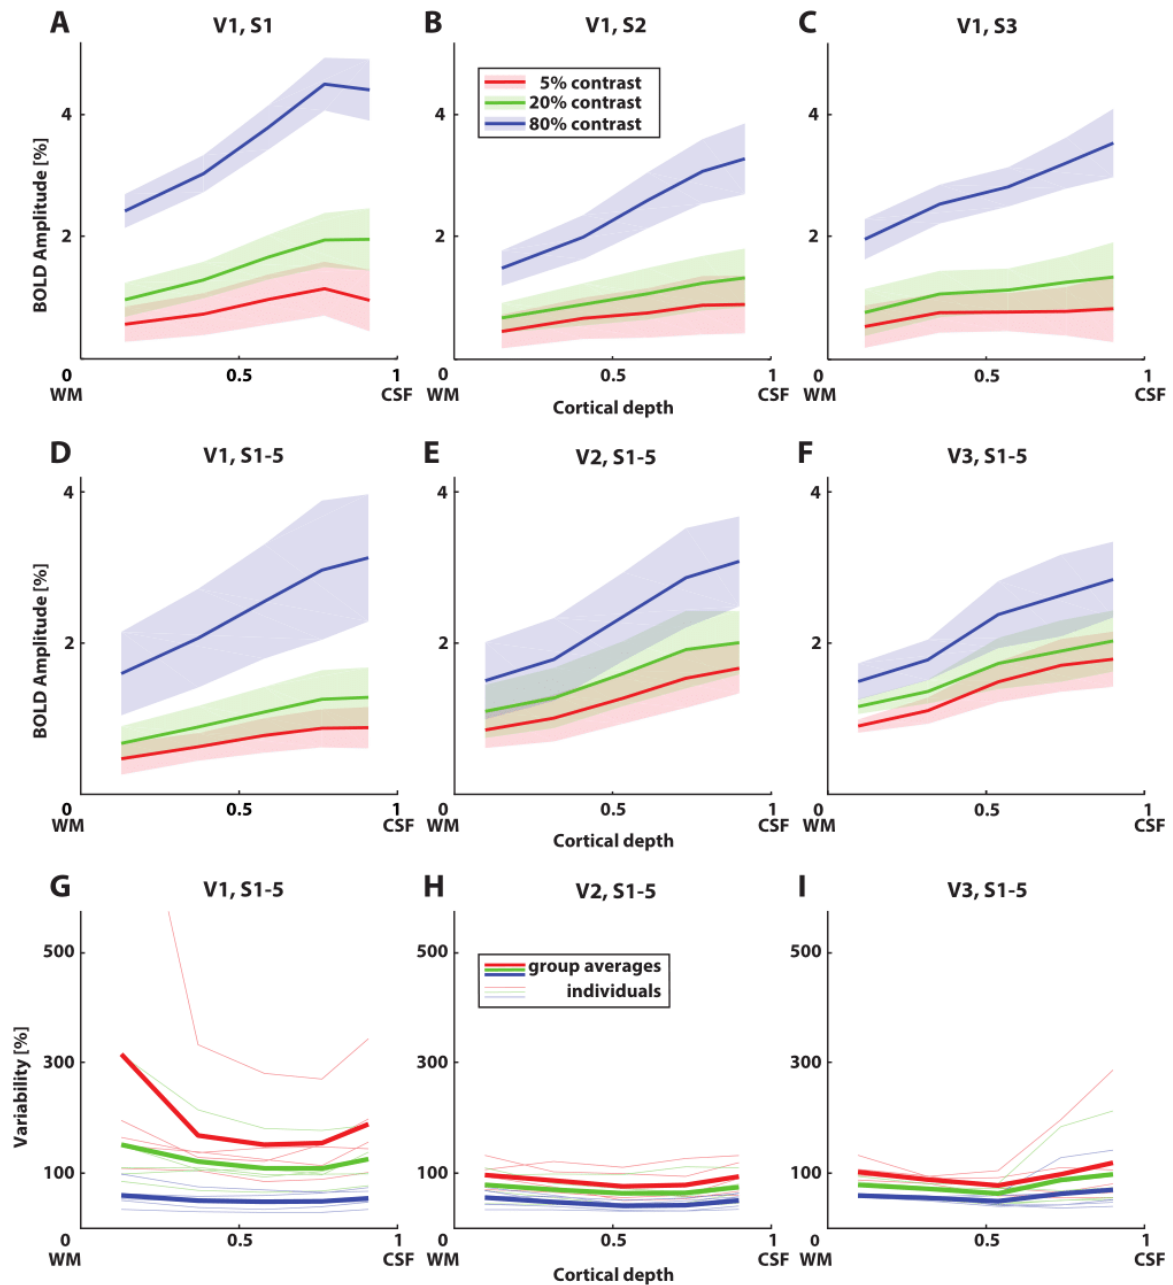 A V1, S1 B V1, S2 C V1, S3
5% contrast
20% contrast
80% contrast
4 4 4
2 2 2
BOLD Amplitude [%]
0 0.5 1 0 0.5 1 0 0.5 1
WM CSF WM CSF WM CSF
Cortical depth
D V1, S1-5 E V2, S1-5 F V3, S1-5
4 4 4
2 2 2
BOLD Amplitude [%]
0 0.5 1 0 0.5 1 0 0.5 1
WM CSF WM CSF WM CSF
Cortical depth
G V1, S1-5 H V2, S1-5 I V3, S1-5
500 500 500
group averages
individuals
300 300 300
Variability [%]
100 100 100
0 0.5 1 0 0.5 1 0 0.5 1
WM CSF WM CSF WM CSF
Cortical depth